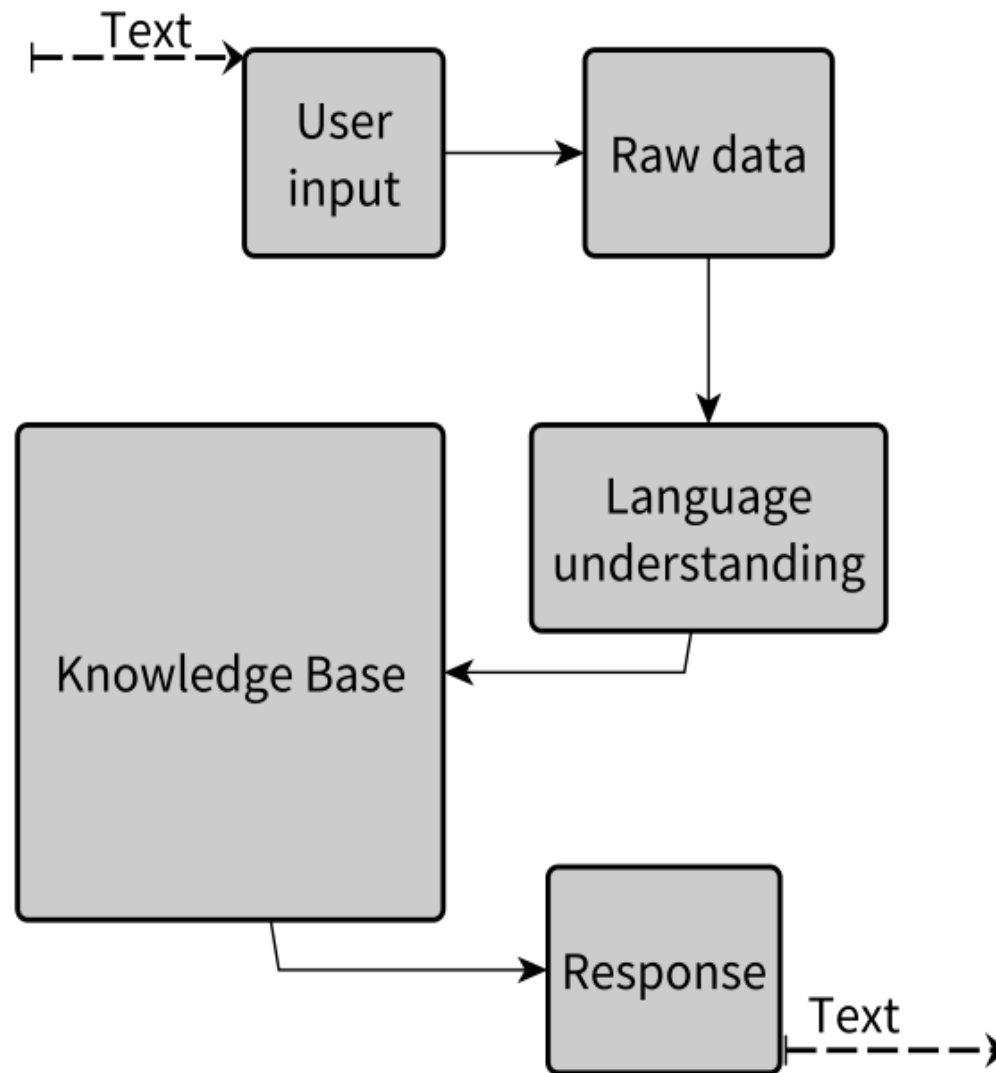 Text
User
input
Raw data
Language
understanding
Knowledge Base
Response
Text